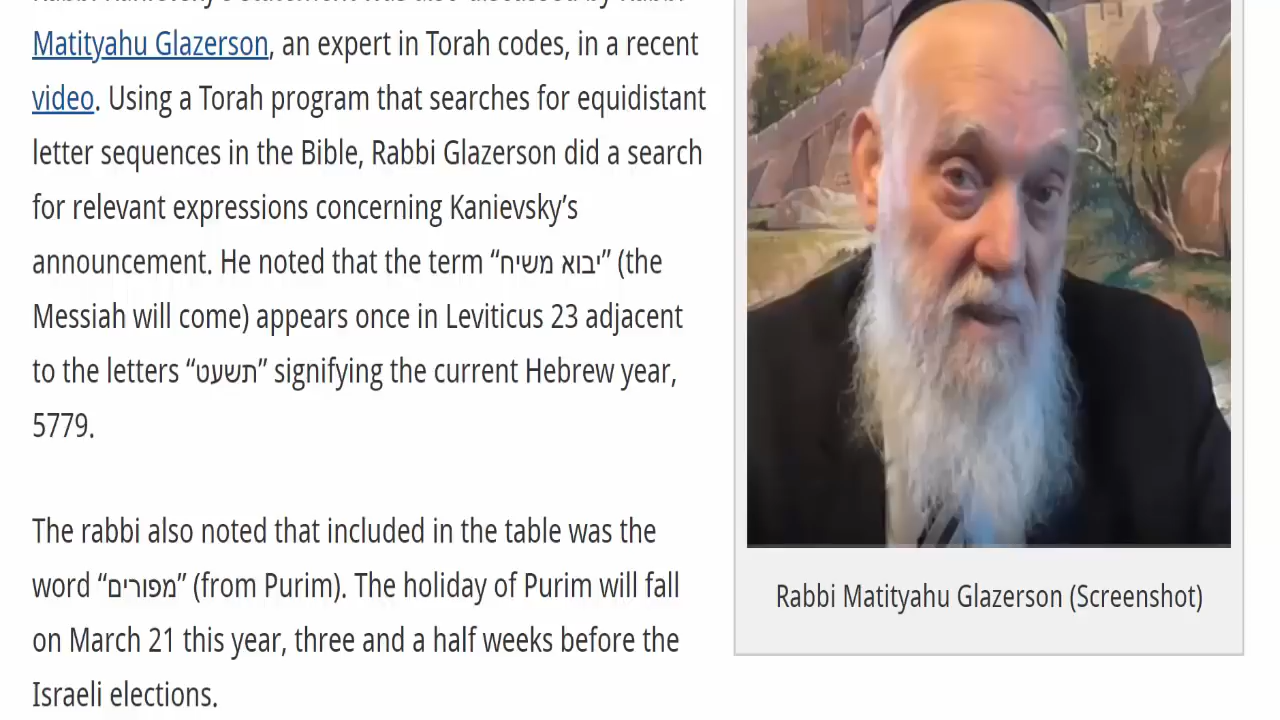 Matityahu Glazerson, an expert in Torah codes, in a recent
video. Using a Torah program that searches for equidistant
letter sequences in the Bible, Rabbi Glazerson did a search
for relevant expressions concerning Kanievsky’s
announcement. He noted that the term “יבוא משיח” (the
Messiah will come) appears once in Leviticus 23 adjacent
to the letters “תשעט” signifying the current Hebrew year,
5779.
The rabbi also noted that included in the table was the
word “מפורים” (from Purim). The holiday of Purim will fall
on March 21 this year, three and a half weeks before the
Israeli elections.
Rabbi Matityahu Glazerson (Screenshot)